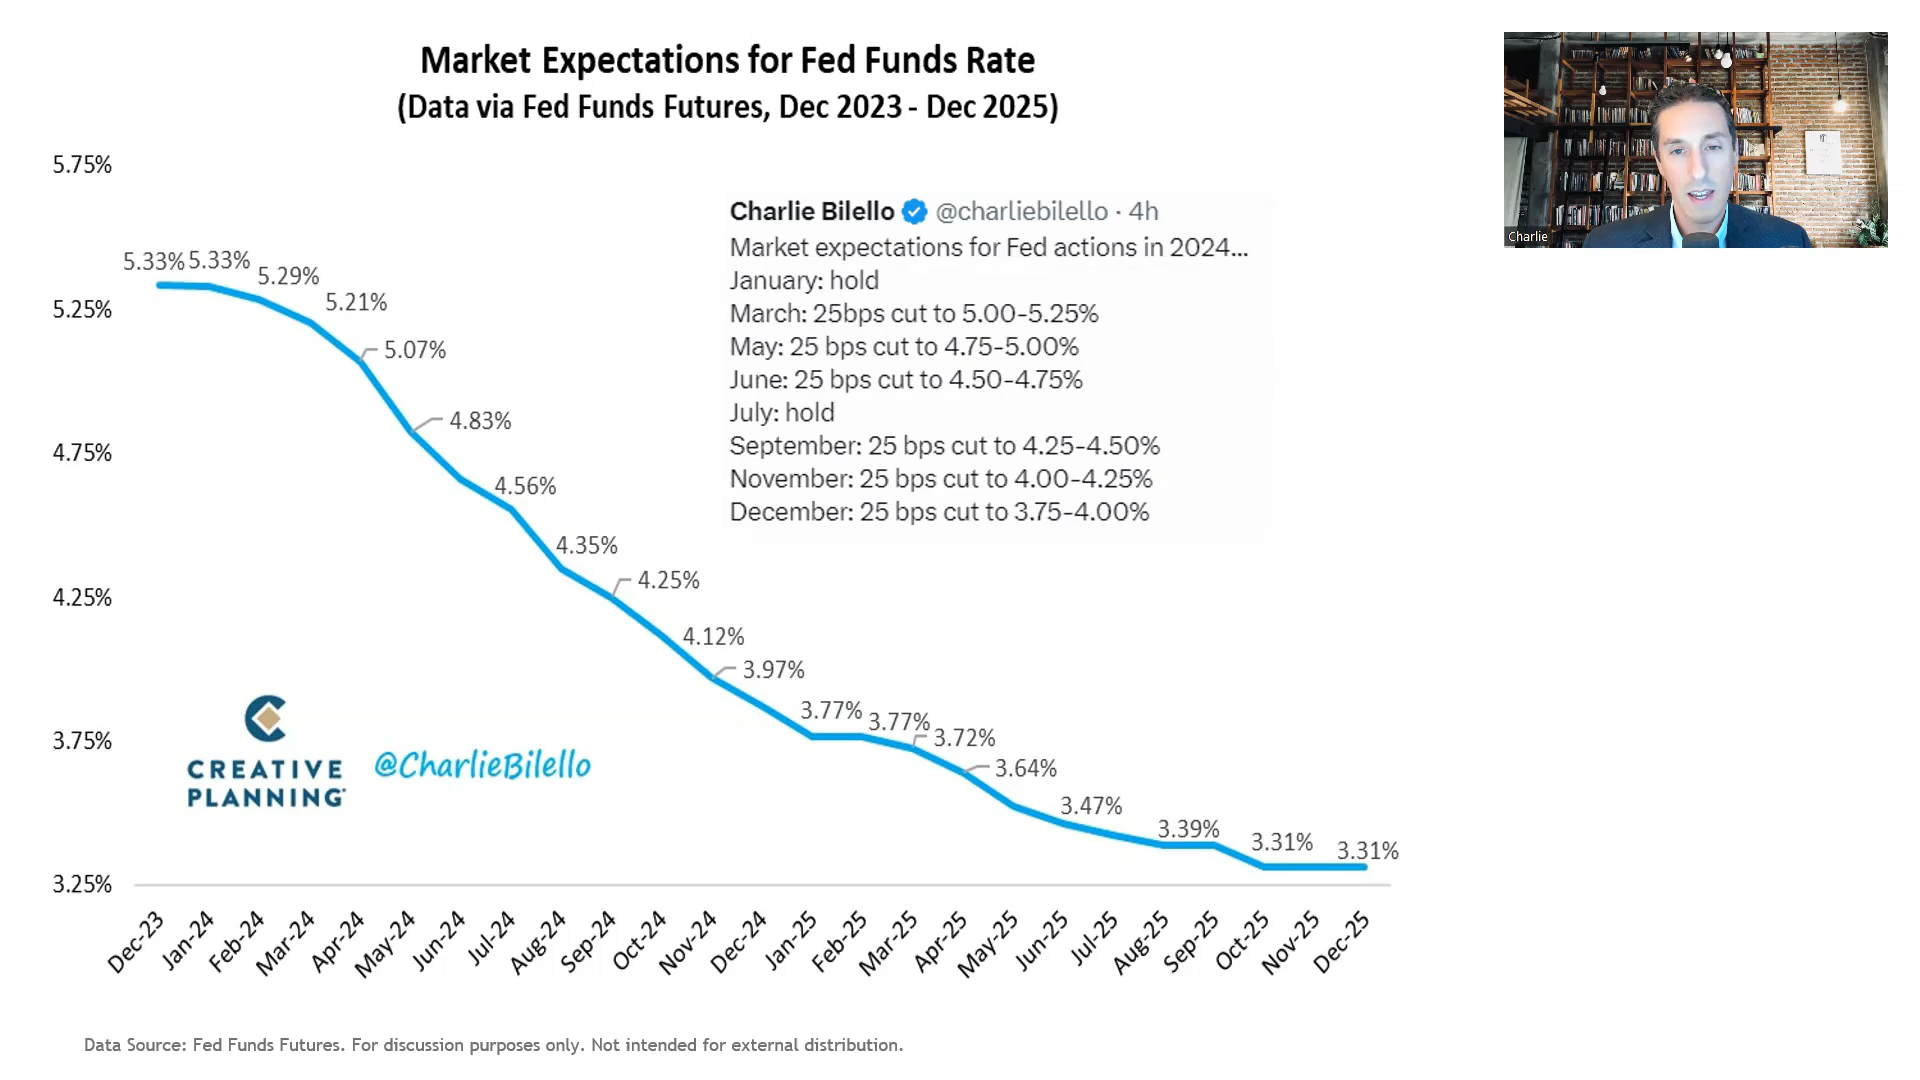 Market Expectations for Fed Funds Rate
(Data via Fed Funds Futures, Dec 2023 - Dec 2025)
5.75%
5.25%
4.75%
4.25%
3.75%
3.25%
5.33%
5.33%
5.29%
5.21%
5.07%
4.83%
4.56%
4.35%
4.25%
4.12%
3.97%
3.77%
3.77%
3.72%
3.64%
3.47%
3.39%
3.31%
3.31%
Charlie Bilello @charliebilello · 4h
Market expectations for Fed actions in 2024...
January: hold
March: 25bps cut to 5.00-5.25%
May: 25 bps cut to 4.75-5.00%
June: 25 bps cut to 4.50-4.75%
July: hold
September: 25 bps cut to 4.25-4.50%
November: 25 bps cut to 4.00-4.25%
December: 25 bps cut to 3.75-4.00%
Charlie
CREATIVE
PLANNING
@CharlieBilello
Dec-23
Jan-24
Feb-24
Mar-24
Apr-24
May-24
Jun-24
Jul-24
Aug-24
Sep-24
Oct-24
Nov-24
Dec-24
Jan-25
Feb-25
Mar-25
Apr-25
May-25
Jun-25
Jul-25
Aug-25
Sep-25
Oct-25
Nov-25
Dec-25
Data Source: Fed Funds Futures. For discussion purposes only. Not intended for external distribution.